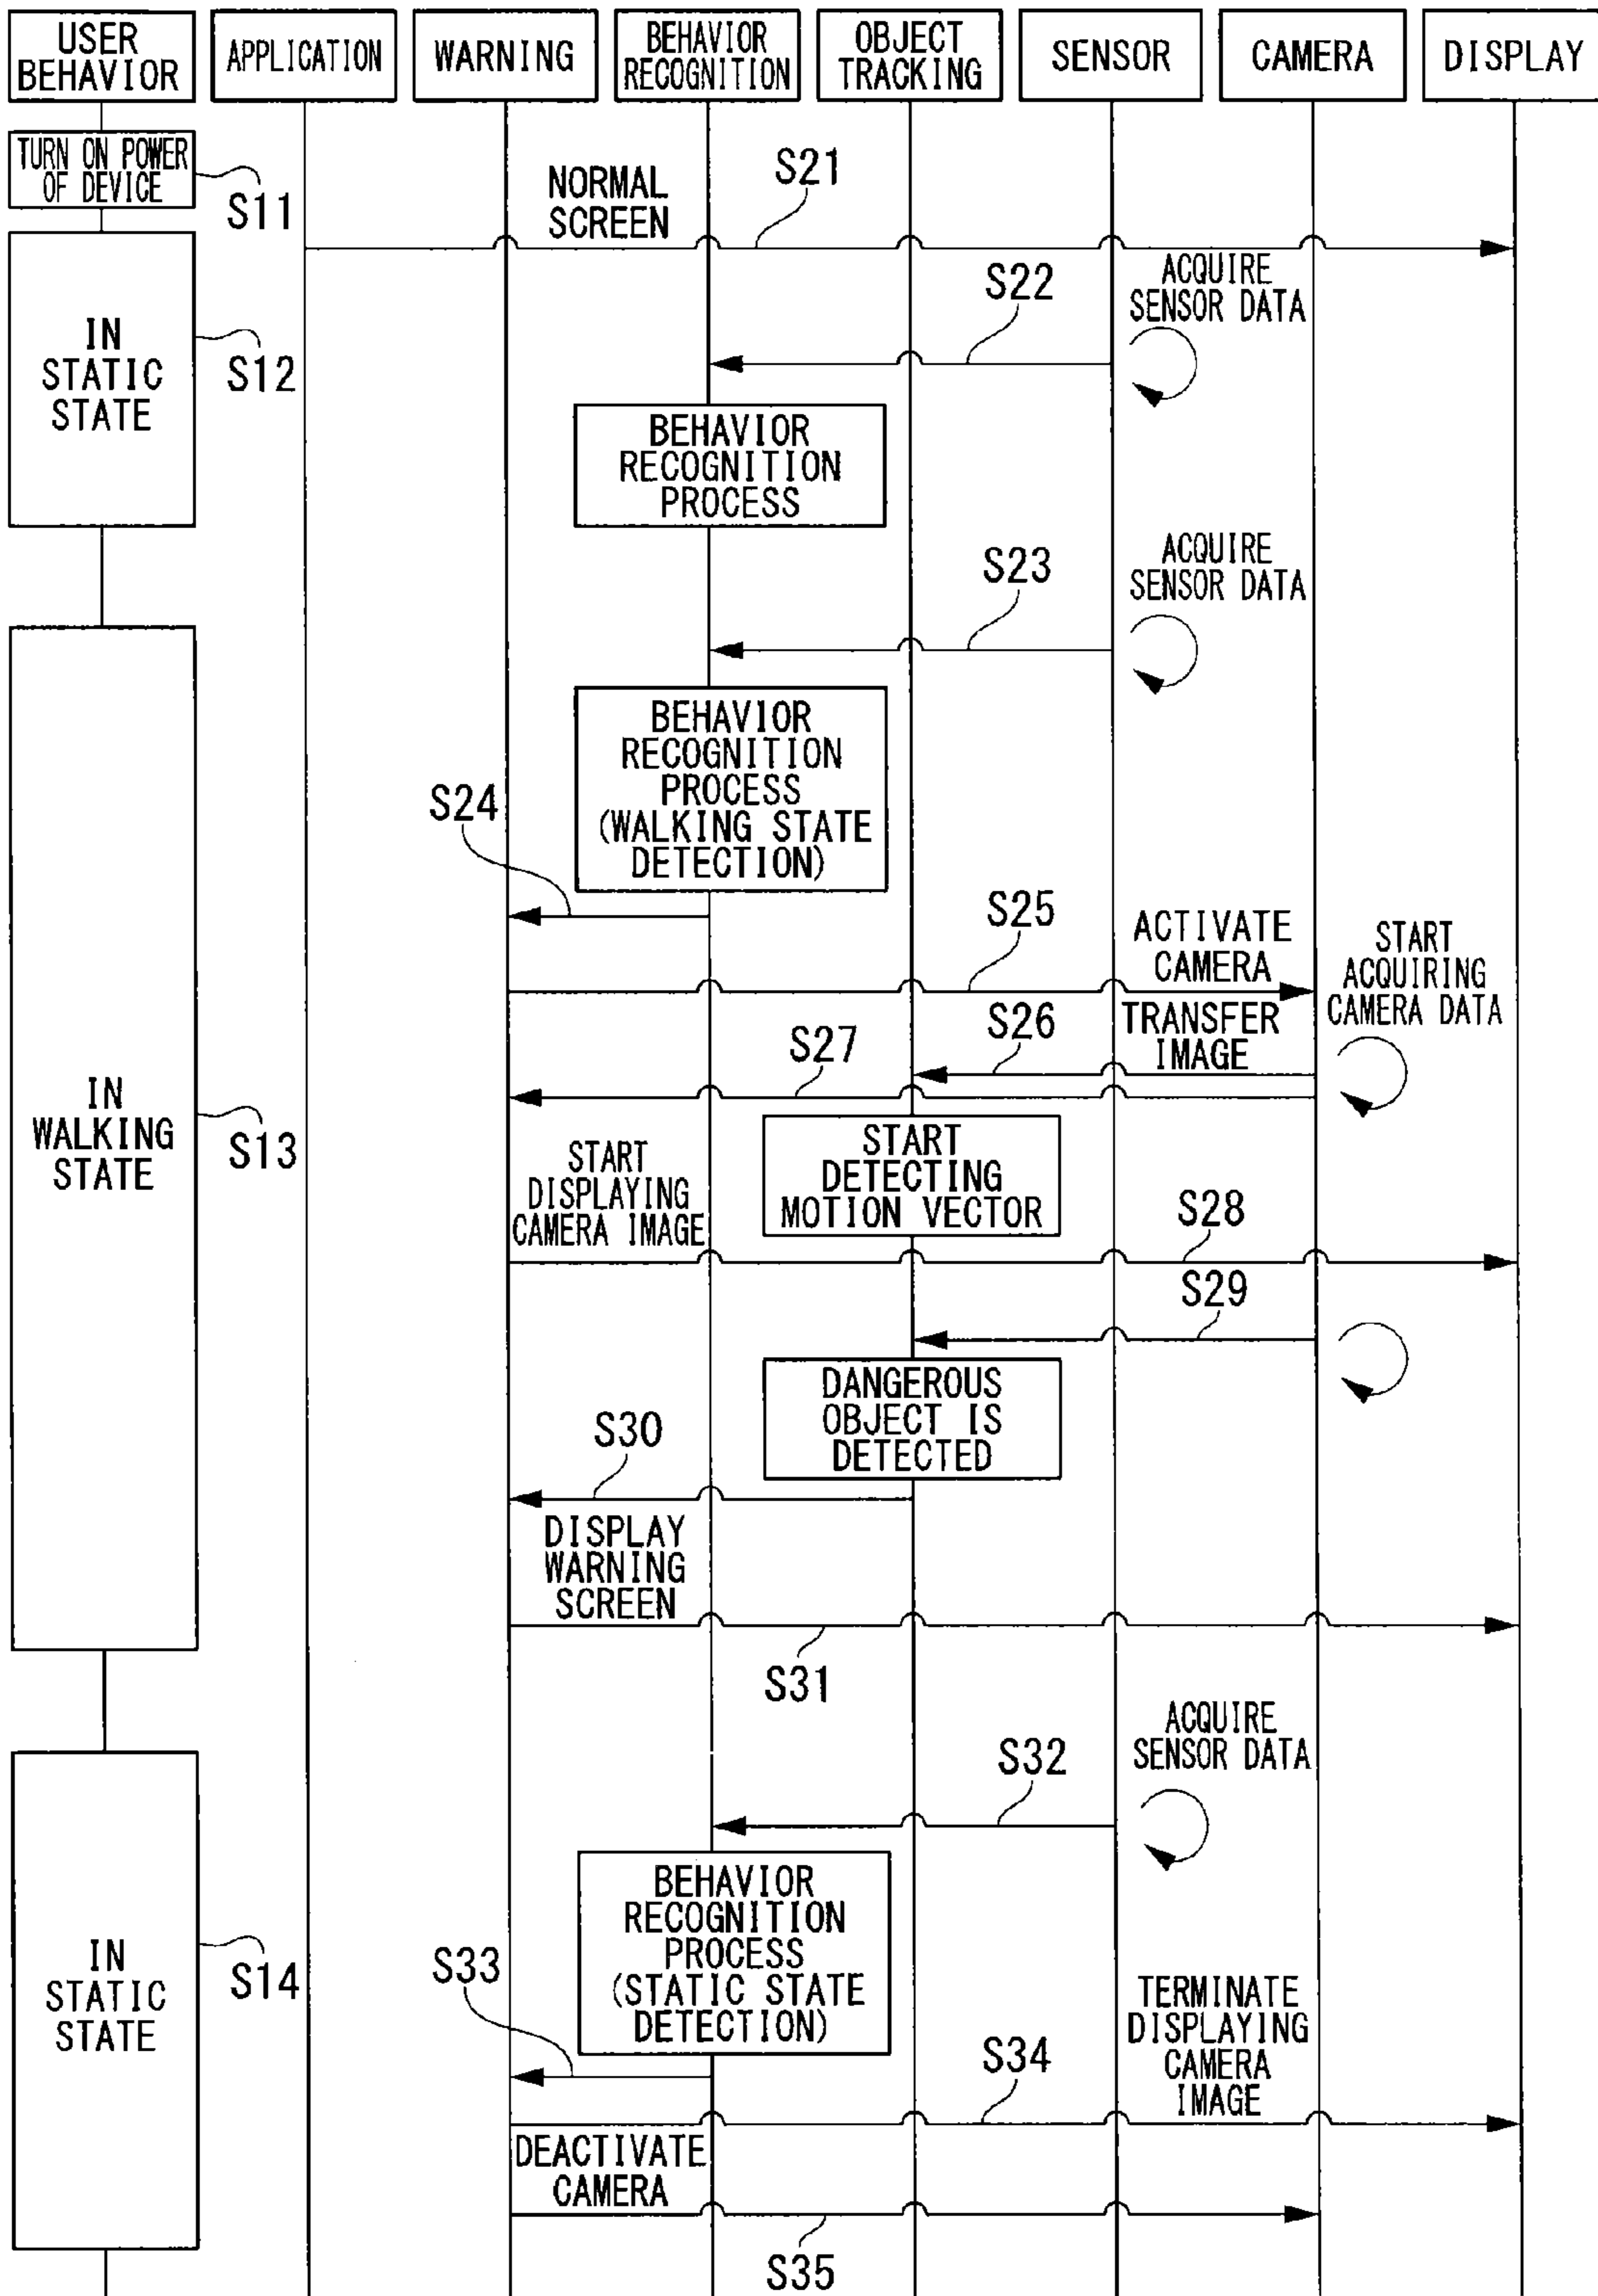 USER
BEHAVIOR
APPLICATION
WARNING
BEHAVIOR
RECOGNITION
OBJECT
TRACKING
SENSOR
CAMERA
DISPLAY
TURN ON POWER
OF DEVICE
S11
NORMAL
SCREEN
S21
IN
STATIC
STATE
S12
S22
ACQUIRE
SENSOR DATA
BEHAVIOR
RECOGNITION
PROCESS
S23
ACQUIRE
SENSOR DATA
IN
WALKING
STATE
S13
BEHAVIOR
RECOGNITION
PROCESS
(WALKING STATE
DETECTION)
S24
S25
ACTIVATE
CAMERA
START
ACQUIRING
CAMERA DATA
S26
TRANSFER
IMAGE
S27
START
DETECTING
MOTION VECTOR
START
DISPLAYING
CAMERA IMAGE
S28
S29
DANGEROUS
OBJECT IS
DETECTED
S30
DISPLAY
WARNING
SCREEN
S31
ACQUIRE
SENSOR DATA
S32
IN
STATIC
STATE
S14
BEHAVIOR
RECOGNITION
PROCESS
(STATIC STATE
DETECTION)
S33
S34
TERMINATE
DISPLAYING
CAMERA
IMAGE
DEACTIVATE
CAMERA
S35